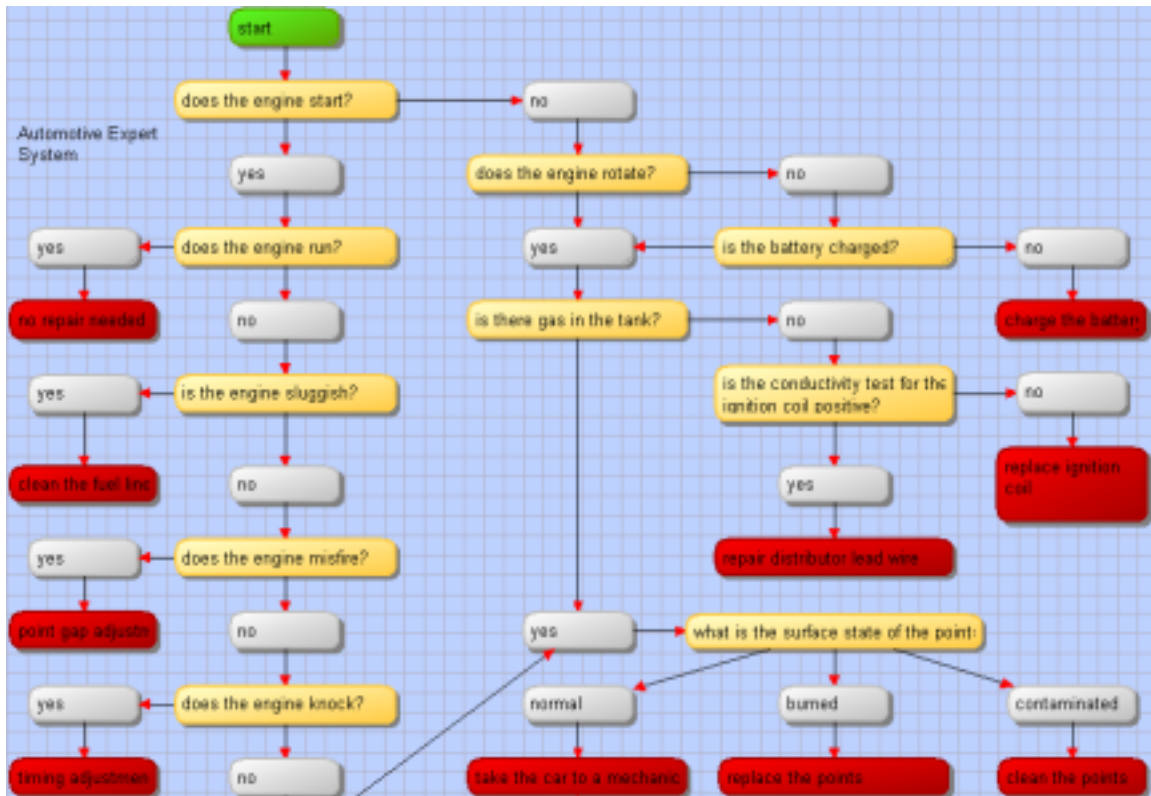 start
does the engine start?
no
Automotive Expert
System
yes
does the engine rotate?
no
yes
does the engine run?
yes
is the battery charged?
no
no repair needed
no
is there gas in the tank?
no
charge the batter
yes
is the engine sluggish?
is the conductivity test for the
ignition coil positive?
no
clean the fuel line
no
yes
replace ignition
coil
yes
does the engine misfire?
repair distributor lead wire
point gap adjustm
no
yes
what is the surface state of the point
yes
does the engine knock?
normal
burned
contaminated
timing adjustmen
no
take the car to a mechanic
replace the points
clean the points